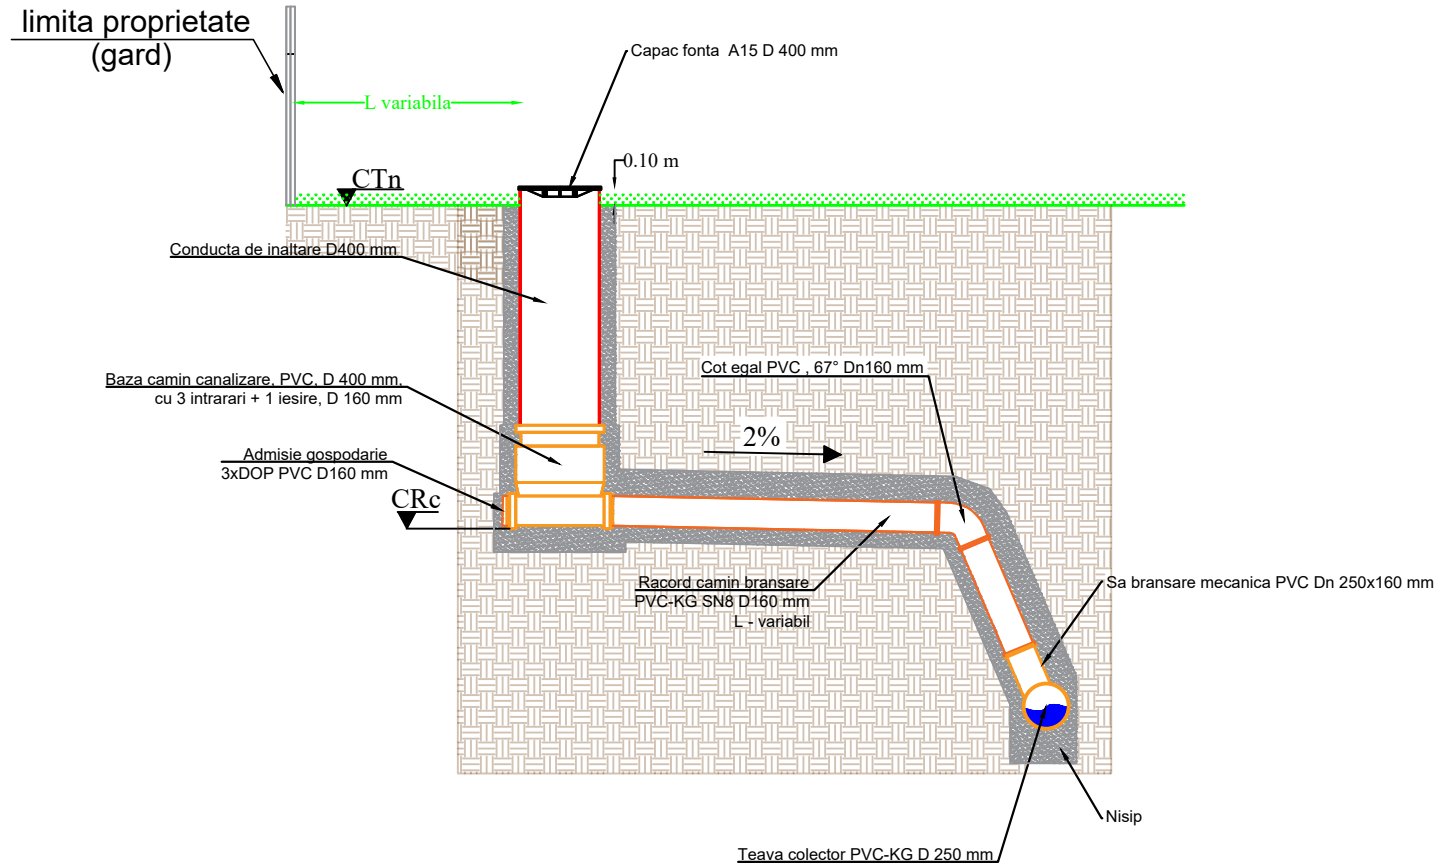 limita proprietate
(gard)
Capac fonta A15 D 400 mm
L variabila
0.10 m
CTn
Conducta de inaltare D400 mm
Cot egal PVC , 67° Dn160 mm
Baza camin canalizare, PVC, D 400 mm,
cu 3 intrarari + 1 iesire, D 160 mm
2%
Admisie gospodarie
3xDOP PVC D160 mm
CRc
Racord camin bransare
PVC-KG SN8 D160 mm
L - variabil
Sa bransare mecanica PVC Dn 250x160 mm
Nisip
Teava colector PVC-KG D 250 mm